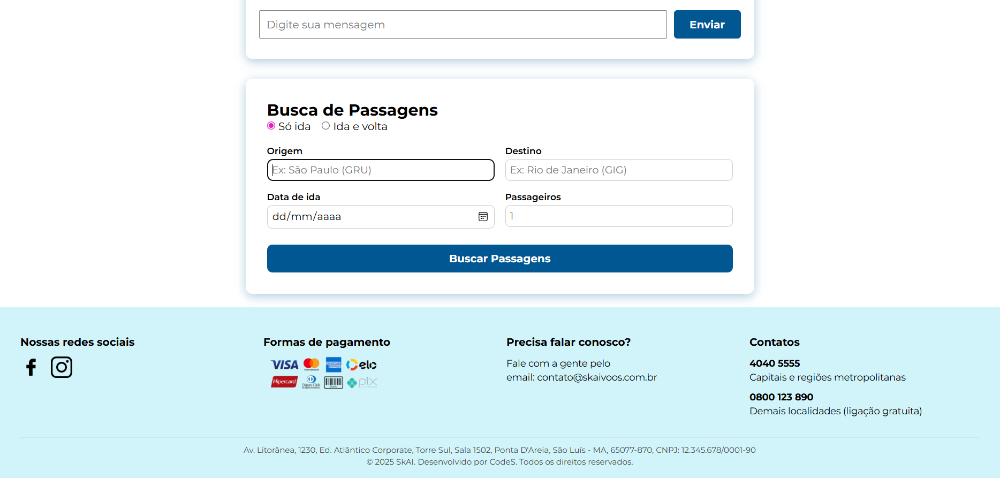 Digite sua mensagem
Enviar
Busca de Passagens
Só ida
Ida e volta
Origem
Destino
Ex: São Paulo (GRU)
Ex: Rio de Janeiro (GIG)
Data de ida
Passageiros
dd/mm/aaaa
1
Buscar Passagens
Nossas redes sociais
Formas de pagamento
VISA
mastercard
AMERICAN EXPRESS
elo
Hipercard
Diners Club
INTERNATIONAL
Boleto
pix
Precisa falar conosco?
Fale com a gente pelo
email: contato@skaivoos.com.br
Contatos
4040 5555
Capitais e regiões metropolitanas
0800 123 890
Demais localidades (ligação gratuita)
Av. Litorânea, 1230, Ed. Atlântico Corporate, Torre Sul, Sala 1502, Ponta D'Areia, São Luís - MA, 65077-870, CNPJ: 12.345.678/0001-90
© 2025 SkAI. Desenvolvido por CodeS. Todos os direitos reservados.